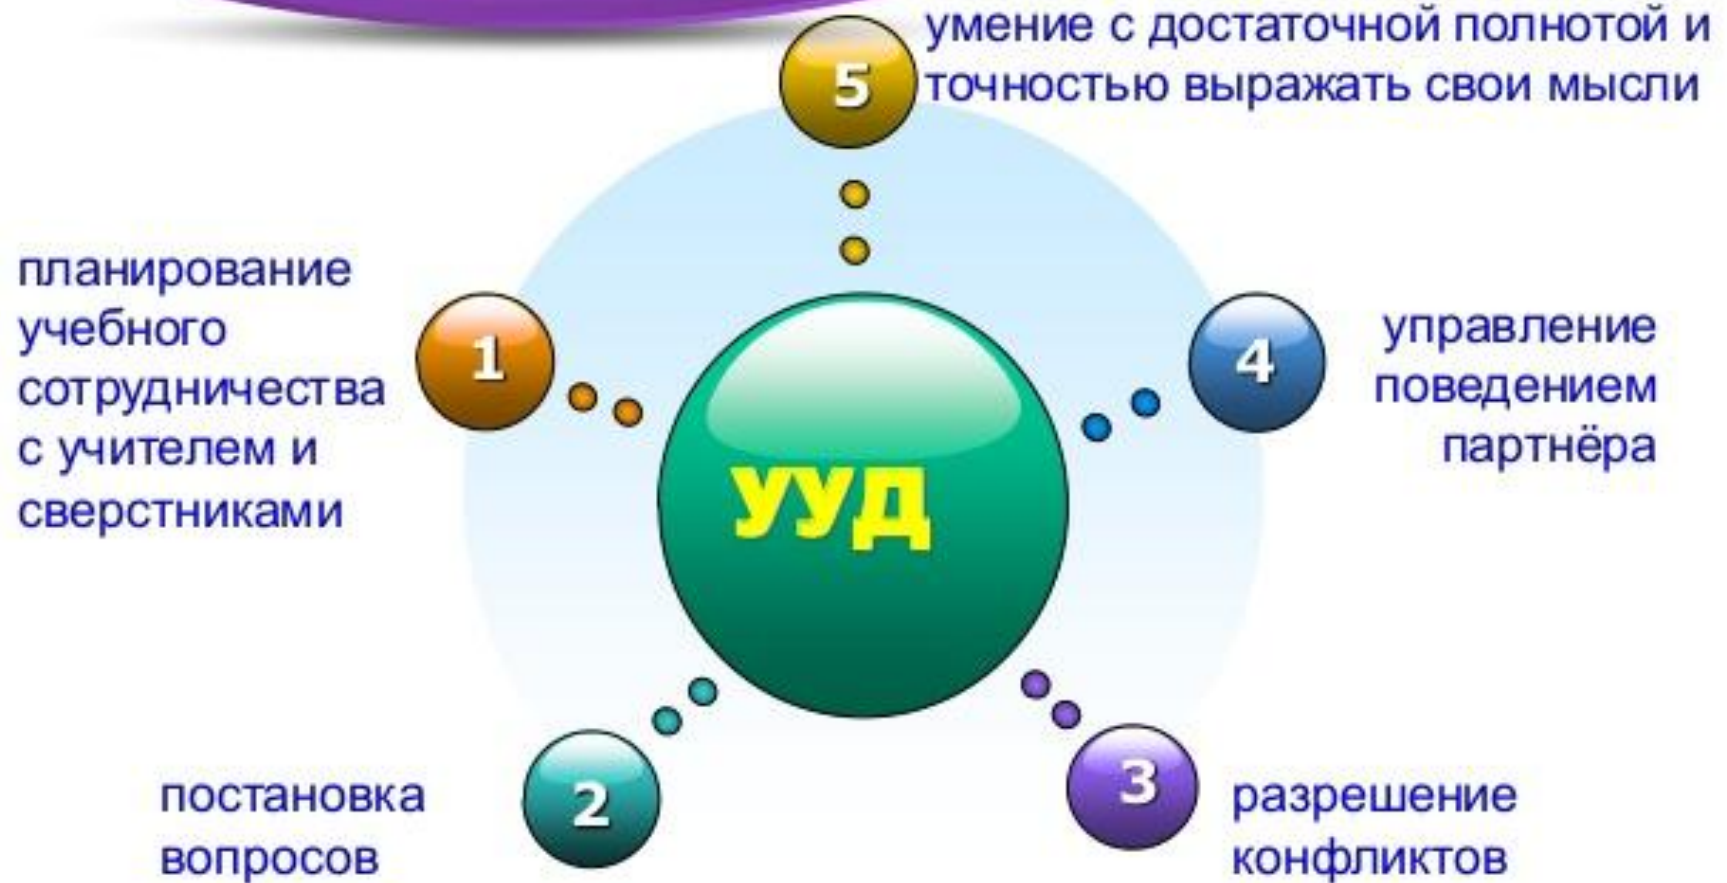 умение с достаточной полнотой и
5
точностью выражать свои мысли
планирование
учебного
сотрудничества
с учителем и
сверстниками
1
4
управление
поведением
партнёра
УУД
2
постановка
вопросов
3
разрешение
конфликтов